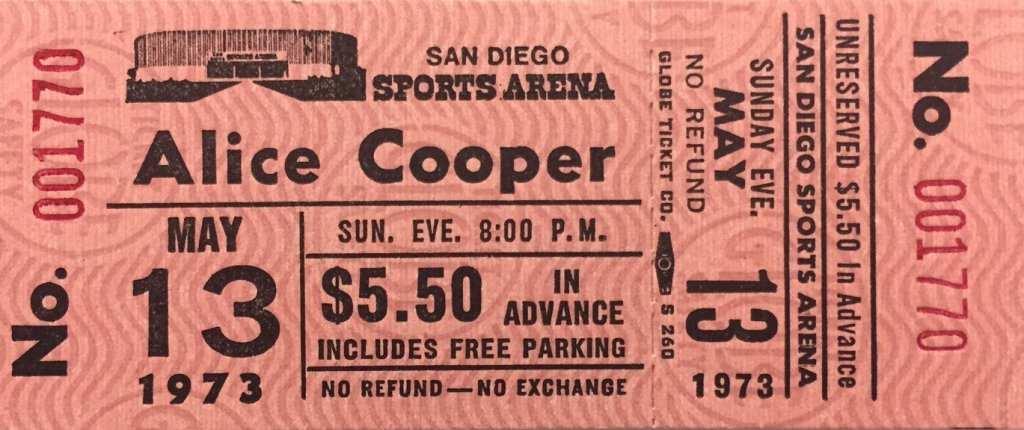 No. 001770
SPORTS ARENA
SAN DIEGO
SPORTS ARENA
Alice Cooper
MAY
13
1973
SUN. EVE. 8:00 P.M.
$5.50 IN ADVANCE
INCLUDES FREE PARKING
NO REFUND—NO EXCHANGE
GLOBE TICKET CO. S 260
NO REFUND
SUNDAY EVE.
MAY
13
1973
SAN DIEGO SPORTS ARENA
UNRESERVED $5.50 In Advance
No. 001770